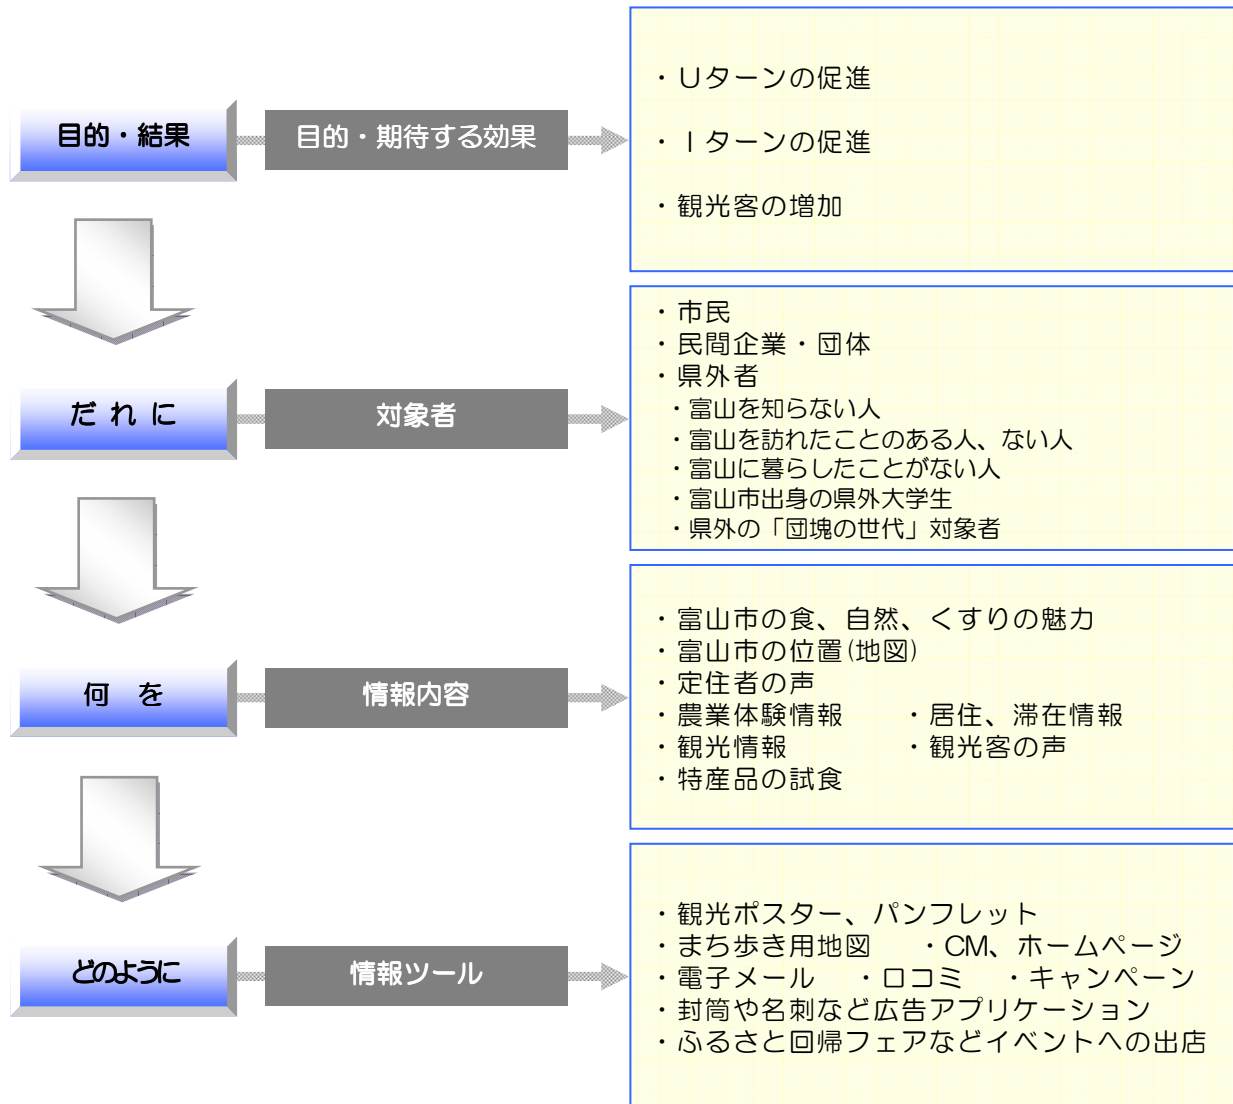 目的・結果
目的・期待する効果
・Uターンの促進
・Iターンの促進
・観光客の増加
だれに
対象者
・市民
・民間企業・団体
・県外者
・富山を知らない人
・富山を訪れたことのある人、ない人
・富山に暮らしたことがない人
・富山市出身の県外大学生
・県外の「団塊の世代」対象者
何を
情報内容
・富山市の食、自然、くすりの魅力
・富山市の位置(地図)
・定住者の声
・農業体験情報　・居住、滞在情報
・観光情報　・観光客の声
・特産品の試食
どのように
情報ツール
・観光ポスター、パンフレット
・まち歩き用地図　・CM、ホームページ
・電子メール　・口コミ　・キャンペーン
・封筒や名刺など広告アプリケーション
・ふるさと回帰フェアなどイベントへの出店